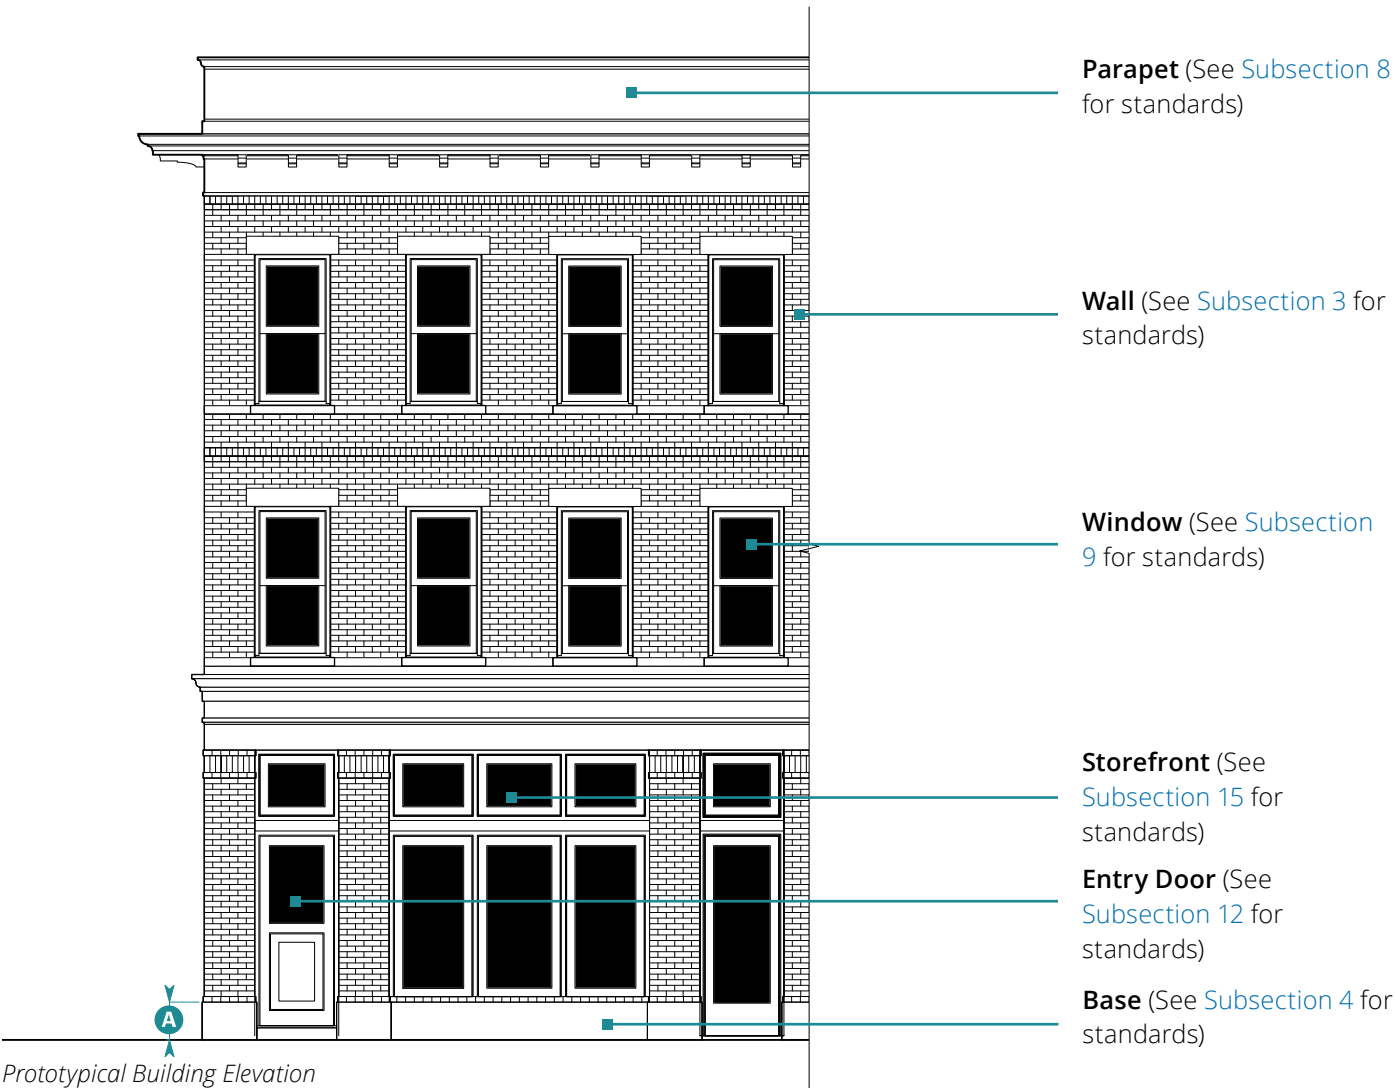 Parapet (See Subsection 8
for standards)
Wall (See Subsection 3 for
standards)
Window (See Subsection
9 for standards)
Storefront (See
Subsection 15 for
standards)
Entry Door (See
Subsection 12 for
standards)
Base (See Subsection 4 for
standards)
A
Prototypical Building Elevation